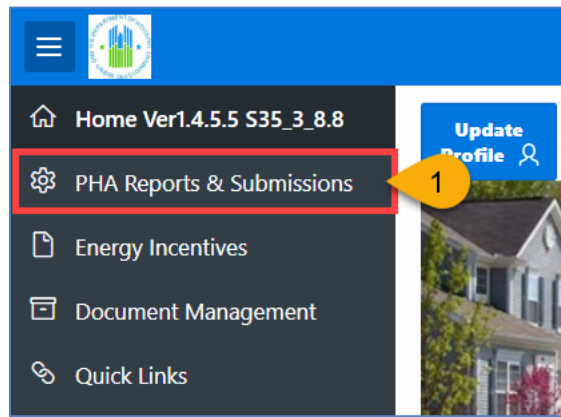 Home Ver1.4.5.5 S35_3_8.8
Update
Profile
PHA Reports & Submissions
1
Energy Incentives
Document Management
Quick Links